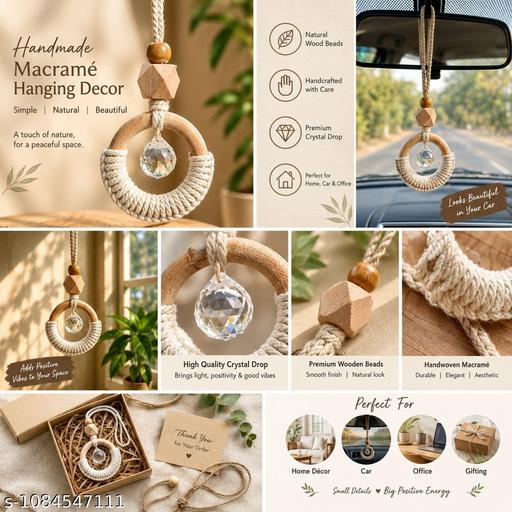 Handmade
Macramé
Hanging Decor
Simple | Natural | Beautiful
A touch of nature,
for a peaceful space.
Natural
Wood Beads
Handcrafted
with Care
Premium
Crystal Drop
Perfect for
Home, Car & Office
Looks Beautiful
in Your Car
Adds Positive
Vibes to Your Space
High Quality Crystal Drop
Brings light, positivity & good vibes
Premium Wooden Beads
Smooth finish | Natural look
Handwoven Macramé
Durable | Elegant | Aesthetic
Thank You
for Your Order
Perfect For
Home Décor
Car
Office
Gifting
Small Details ♥ Big Positive Energy
s-1084547111